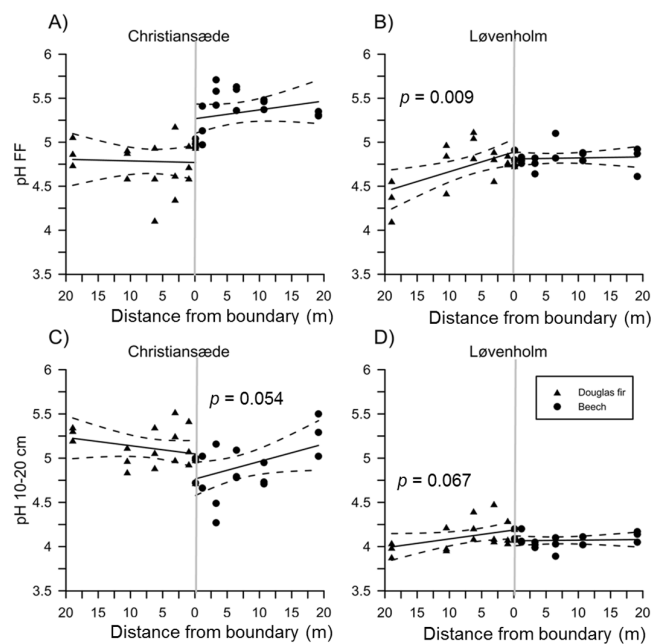 A)
Christiansæde
6
5.5
5
4.5
4
3.5
pH FF
20 15 10 5 0 5 10 15 20
Distance from boundary (m)
B)
Løvenholm
p = 0.009
6
5.5
5
4.5
4
3.5
20 15 10 5 0 5 10 15 20
Distance from boundary (m)
C)
Christiansæde
p = 0.054
6
5.5
5
4.5
4
3.5
pH 10-20 cm
20 15 10 5 0 5 10 15 20
Distance from boundary (m)
D)
Løvenholm
Douglas fir
Beech
p = 0.067
6
5.5
5
4.5
4
3.5
20 15 10 5 0 5 10 15 20
Distance from boundary (m)